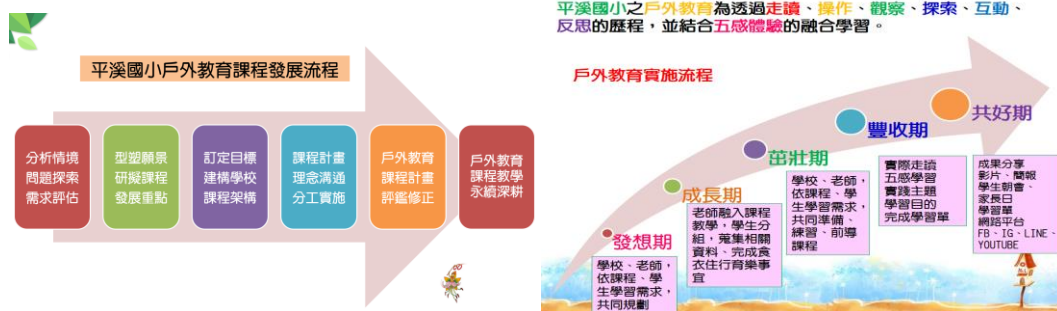 平溪國小戶外教育課程發展流程
分析情境
問題探索
需求評估
型塑願景
研擬課程
發展重點
訂定目標
建構學校
課程架構
課程計畫
理念溝通
分工實施
戶外教育
課程計畫
評鑑修正
戶外教育
課程教學
永續深耕
平溪國小之戶外教育為透過走讀、操作、觀察、探索、互動、
反思的歷程，並結合五感體驗的融合學習。
戶外教育實施流程
發想期
學校、老師，
依課程、學
生學習需求，
共同規劃
成長期
老師融入課程
教學，學生分
組，蒐集相關
資料、完成食
衣住行育樂事
宜
茁壯期
學校、老師，
依課程、學
生學習需求，
共同準備、
練習、前導
課程
豐收期
實際走讀
五感學習
實踐主題
學習目的
完成學習單
共好期
成果分享
影片、簡報
學生朝會、
家長日
學習單
網路平台
FB、IG、LINE、
YOUTUBE